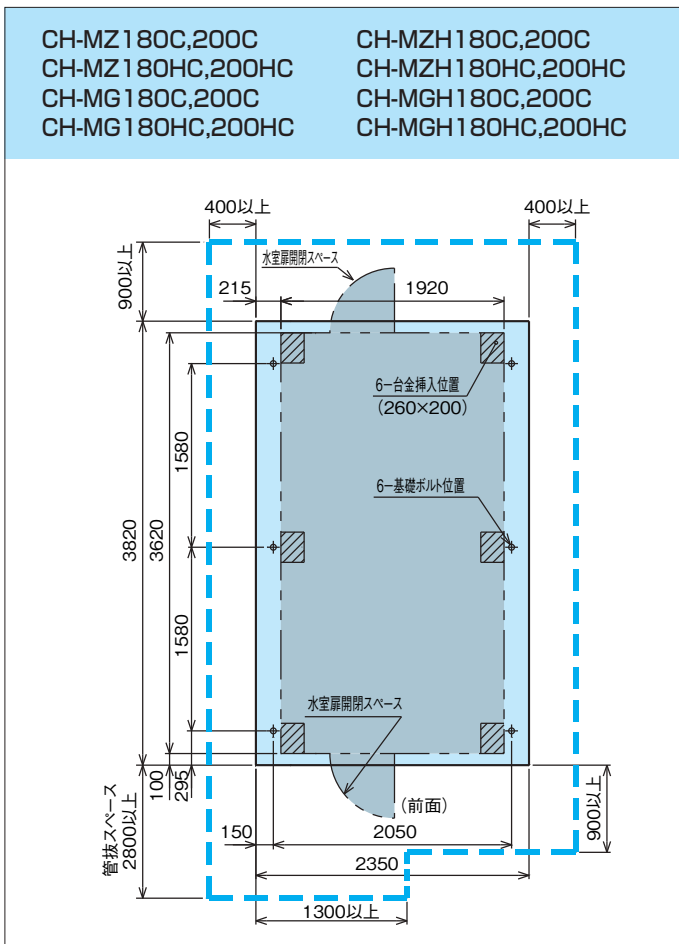 CH-MZ180C,200C
CH-MZH180C,200C
CH-MZ180HC,200HC
CH-MZH180HC,200HC
CH-MG180C,200C
CH-MGH180C,200C
CH-MG180HC,200HC
CH-MGH180HC,200HC
400以上
400以上
900以上
水室扉開閉スペース
215
1920
6−台金挿入位置
(260×200)
1580
6−基礎ボルト位置
3820
3620
1580
水室扉開閉スペース
100
295
(前面)
管抜スペース
2800以上
900以上
150
2050
2350
1300以上